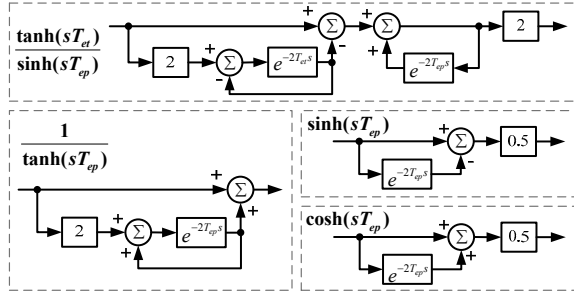 tanh(sT_et)
sinh(sT_ep)
+
Σ
+
Σ
2
−
+
2
+
Σ
e^{-2T_et s}
e^{-2T_ep s}
−
1
tanh(sT_ep)
+
Σ
+
2
+
Σ
e^{-2T_ep s}
+
sinh(sT_ep)
+
Σ
0.5
−
e^{-2T_ep s}
cosh(sT_ep)
+
Σ
0.5
+
e^{-2T_ep s}